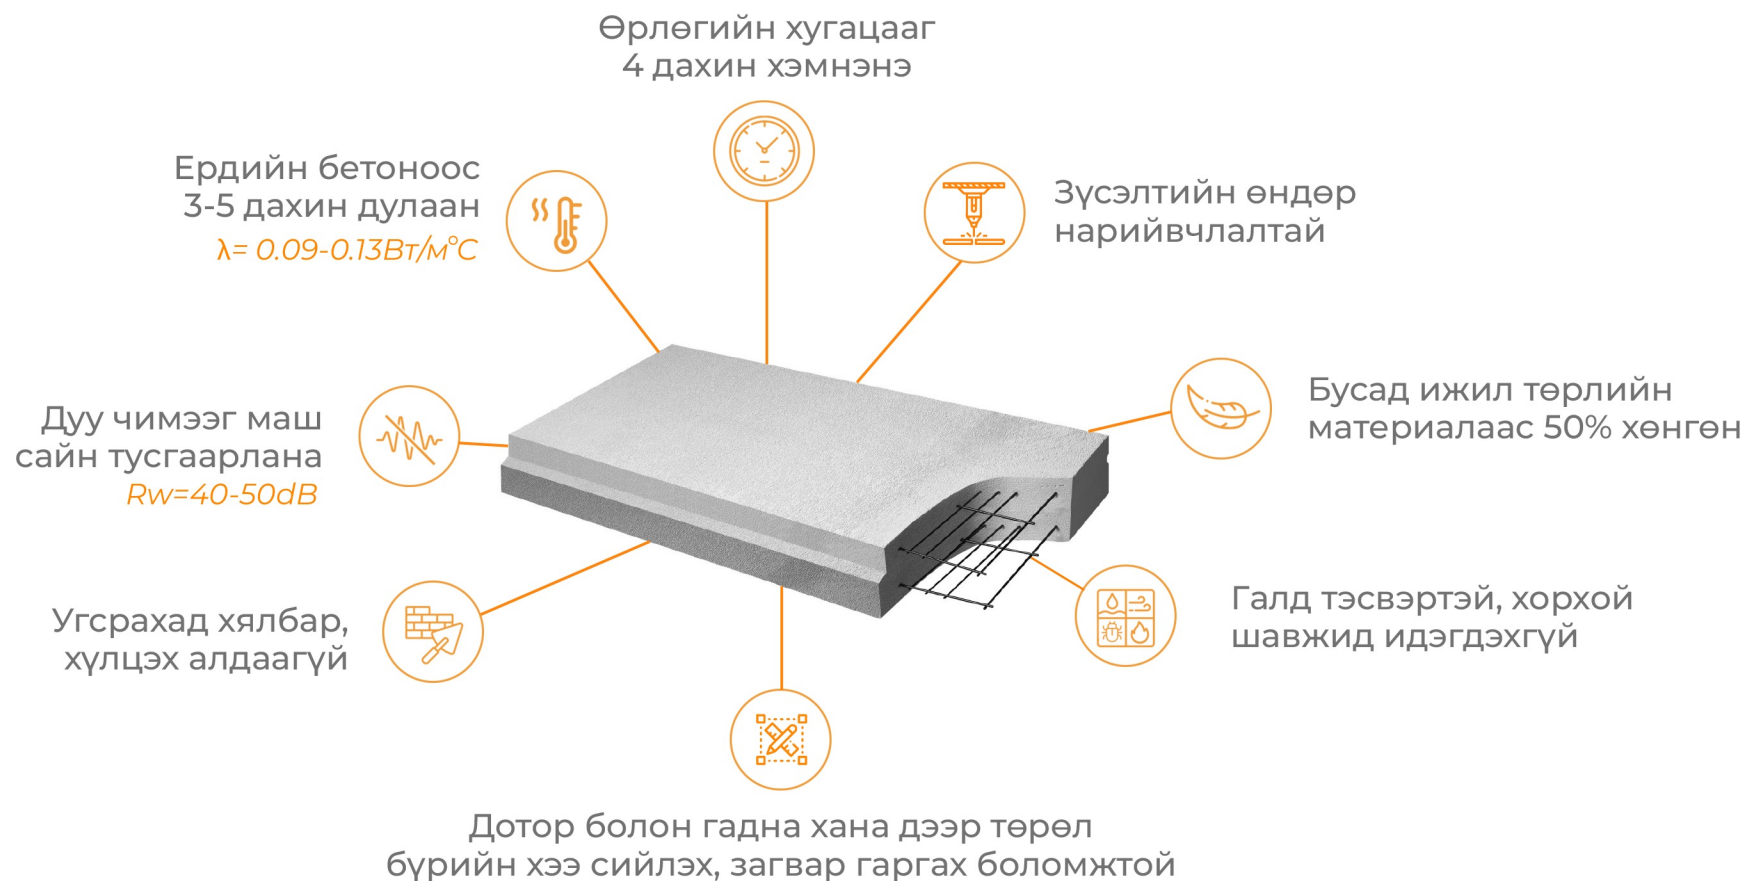 Өрлөгийн хугацааг
4 дахин хэмнэнэ
Ердийн бетоноос
3-5 дахин дулаан
λ= 0.09-0.13Вт/м°С
Зүсэлтийн өндөр
нарийвчлалтай
Дуу чимээг маш
сайн тусгаарлана
Rw=40-50dB
Бусад ижил төрлийн
материалаас 50% хөнгөн
Угсрахад хялбар,
хүлцэх алдаагүй
Галд тэсвэртэй, хорхой
шавжид идэгдэхгүй
Дотор болон гадна хана дээр төрөл
бүрийн хээ сийлэх, загвар гаргах боломжтой